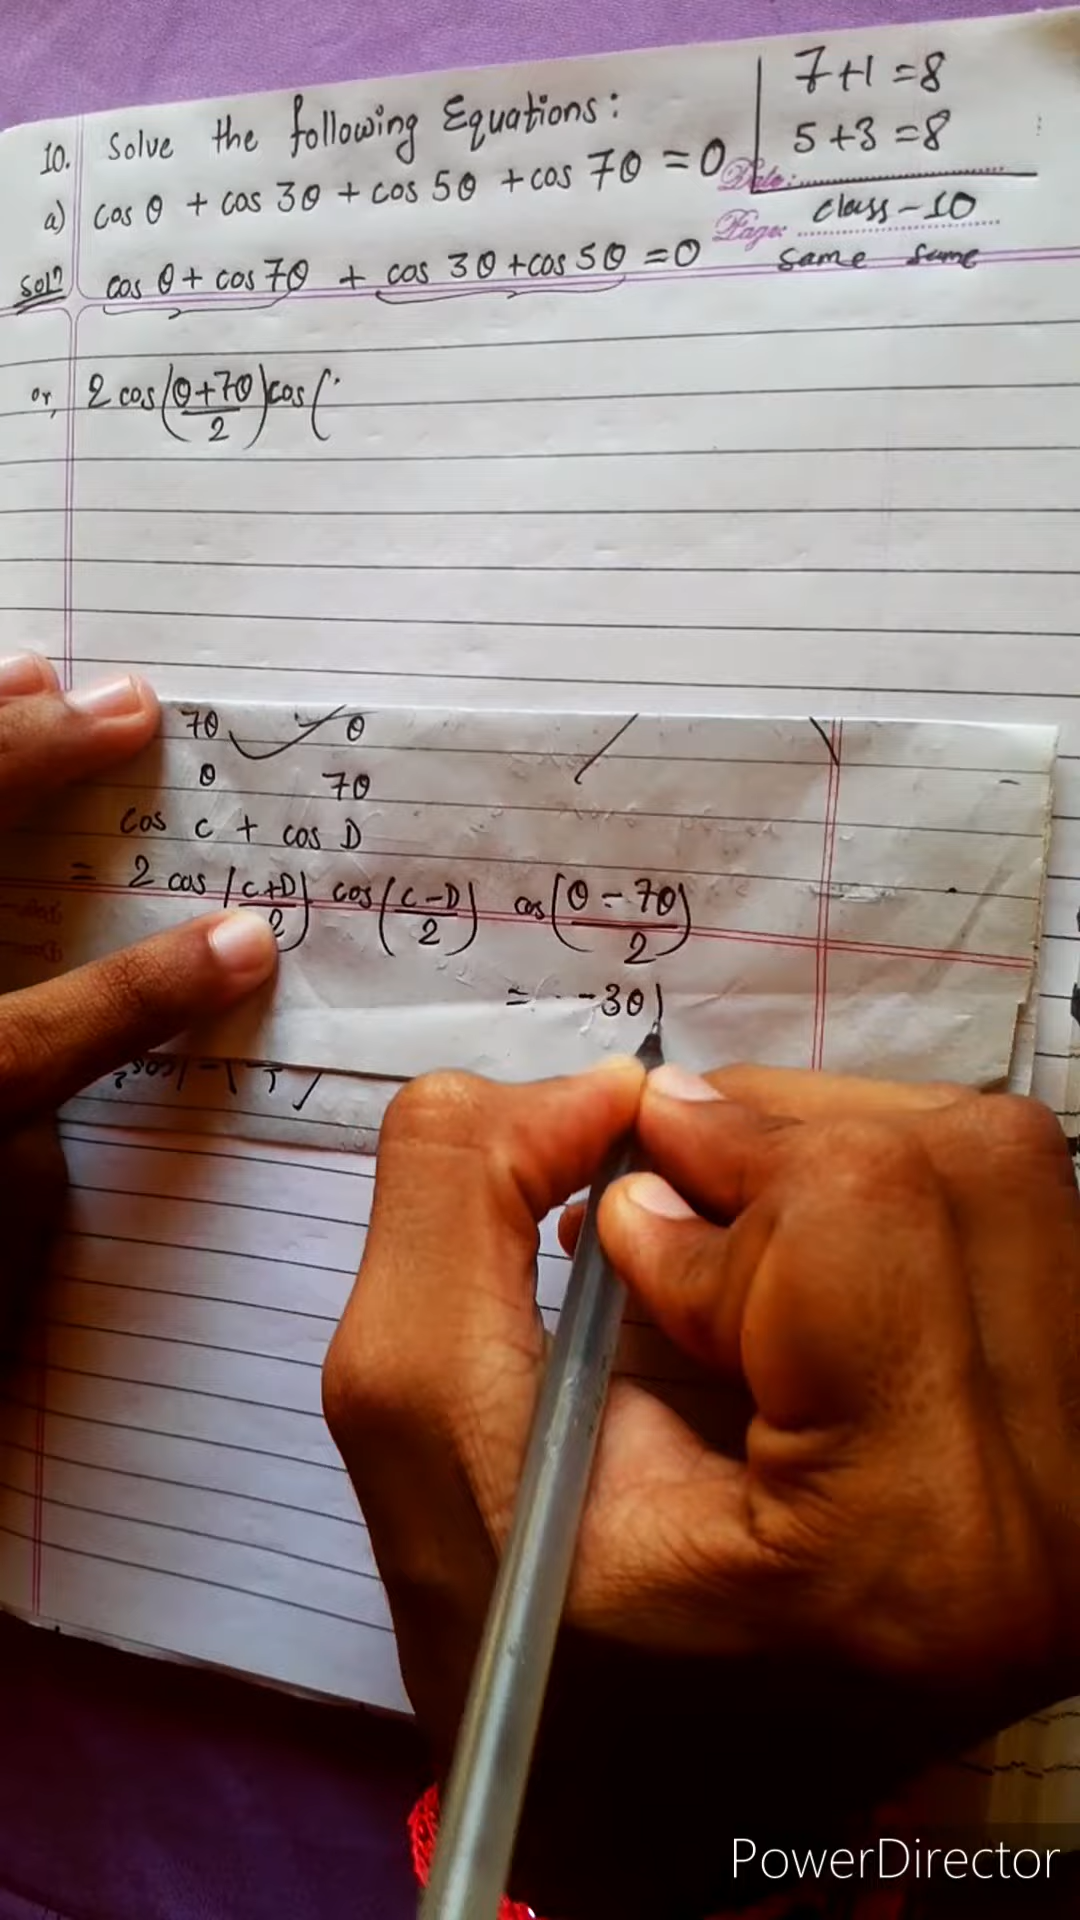 10. Solve the following Equations:
a) cos θ + cos 3θ + cos 5θ + cos 7θ = 0
7+1 = 8
5+3 = 8
Date:
Page: class-10
same same
Solⁿ cos θ + cos 7θ + cos 3θ + cos 5θ = 0
or, 2 cos (θ+7θ/2) cos (
7θ θ
θ 7θ
cos C + cos D
= 2 cos (C+D/2) cos (C-D/2) cos (θ-7θ/2)
= -3θ)
PowerDirector